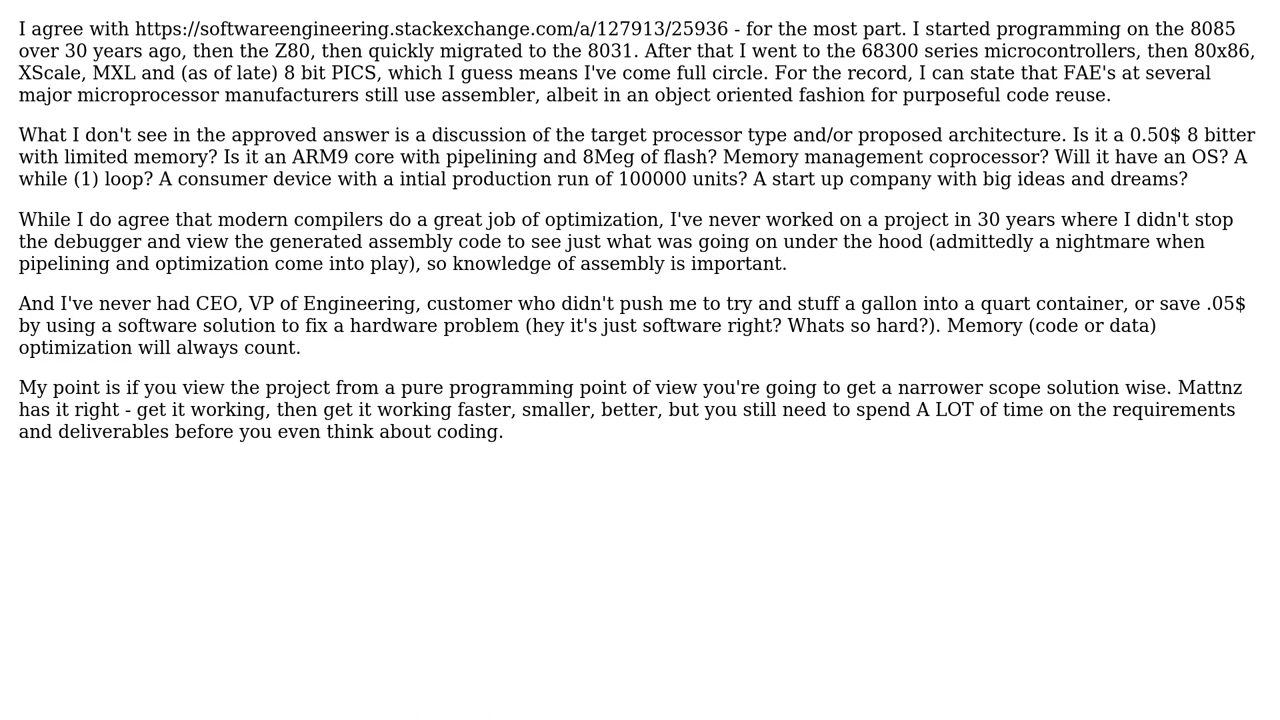 I agree with https://softwareengineering.stackexchange.com/a/127913/25936 - for the most part. I started programming on the 8085
over 30 years ago, then the Z80, then quickly migrated to the 8031. After that I went to the 68300 series microcontrollers, then 80x86,
XScale, MXL and (as of late) 8 bit PICS, which I guess means I've come full circle. For the record, I can state that FAE's at several
major microprocessor manufacturers still use assembler, albeit in an object oriented fashion for purposeful code reuse.
What I don't see in the approved answer is a discussion of the target processor type and/or proposed architecture. Is it a 0.50$ 8 bitter
with limited memory? Is it an ARM9 core with pipelining and 8Meg of flash? Memory management coprocessor? Will it have an OS? A
while (1) loop? A consumer device with a intial production run of 100000 units? A start up company with big ideas and dreams?
While I do agree that modern compilers do a great job of optimization, I've never worked on a project in 30 years where I didn't stop
the debugger and view the generated assembly code to see just what was going on under the hood (admittedly a nightmare when
pipelining and optimization come into play), so knowledge of assembly is important.
And I've never had CEO, VP of Engineering, customer who didn't push me to try and stuff a gallon into a quart container, or save .05$
by using a software solution to fix a hardware problem (hey it's just software right? Whats so hard?). Memory (code or data)
optimization will always count.
My point is if you view the project from a pure programming point of view you're going to get a narrower scope solution wise. Mattnz
has it right - get it working, then get it working faster, smaller, better, but you still need to spend A LOT of time on the requirements
and deliverables before you even think about coding.